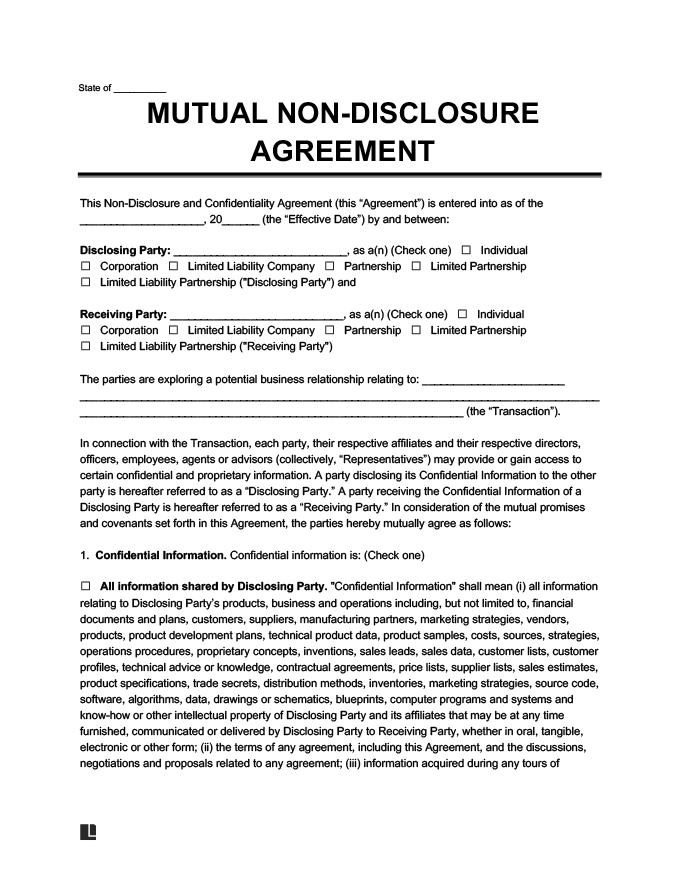 State of __________
MUTUAL NON-DISCLOSURE
AGREEMENT
This Non-Disclosure and Confidentiality Agreement (this “Agreement”) is entered into as of the
____________________, 20______ (the “Effective Date”) by and between:
Disclosing Party: ____________________________, as a(n) (Check one) ☐ Individual
☐ Corporation ☐ Limited Liability Company ☐ Partnership ☐ Limited Partnership
☐ Limited Liability Partnership ("Disclosing Party") and
Receiving Party: ____________________________, as a(n) (Check one) ☐ Individual
☐ Corporation ☐ Limited Liability Company ☐ Partnership ☐ Limited Partnership
☐ Limited Liability Partnership ("Receiving Party")
The parties are exploring a potential business relationship relating to: _______________________
____________________________________________________________________________________
______________________________________________________________ (the “Transaction”).
In connection with the Transaction, each party, their respective affiliates and their respective directors,
officers, employees, agents or advisors (collectively, “Representatives”) may provide or gain access to
certain confidential and proprietary information. A party disclosing its Confidential Information to the other
party is hereafter referred to as a “Disclosing Party.” A party receiving the Confidential Information of a
Disclosing Party is hereafter referred to as a “Receiving Party.” In consideration of the mutual promises
and covenants set forth in this Agreement, the parties hereby mutually agree as follows:
1. Confidential Information. Confidential information is: (Check one)
☐ All information shared by Disclosing Party. "Confidential Information" shall mean (i) all information
relating to Disclosing Party’s products, business and operations including, but not limited to, financial
documents and plans, customers, suppliers, manufacturing partners, marketing strategies, vendors,
products, product development plans, technical product data, product samples, costs, sources, strategies,
operations procedures, proprietary concepts, inventions, sales leads, sales data, customer lists, customer
profiles, technical advice or knowledge, contractual agreements, price lists, supplier lists, sales estimates,
product specifications, trade secrets, distribution methods, inventories, marketing strategies, source code,
software, algorithms, data, drawings or schematics, blueprints, computer programs and systems and
know-how or other intellectual property of Disclosing Party and its affiliates that may be at any time
furnished, communicated or delivered by Disclosing Party to Receiving Party, whether in oral, tangible,
electronic or other form; (ii) the terms of any agreement, including this Agreement, and the discussions,
negotiations and proposals related to any agreement; (iii) information acquired during any tours of